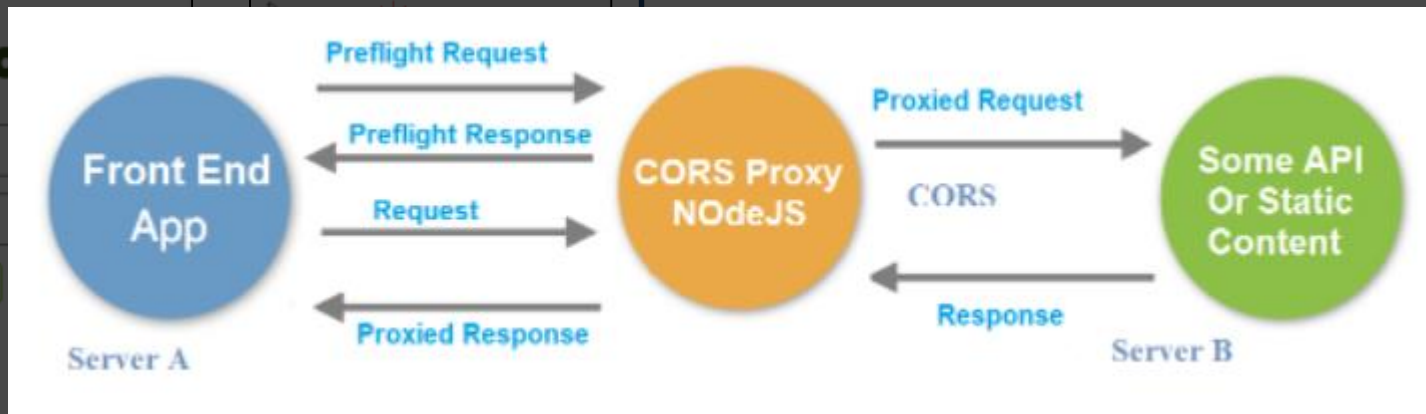 Preflight Request
Preflight Response
Request
Proxied Response
Front End
App
Server A
CORS Proxy
NOdeJS
Proxied Request
CORS
Response
Some API
Or Static
Content
Server B